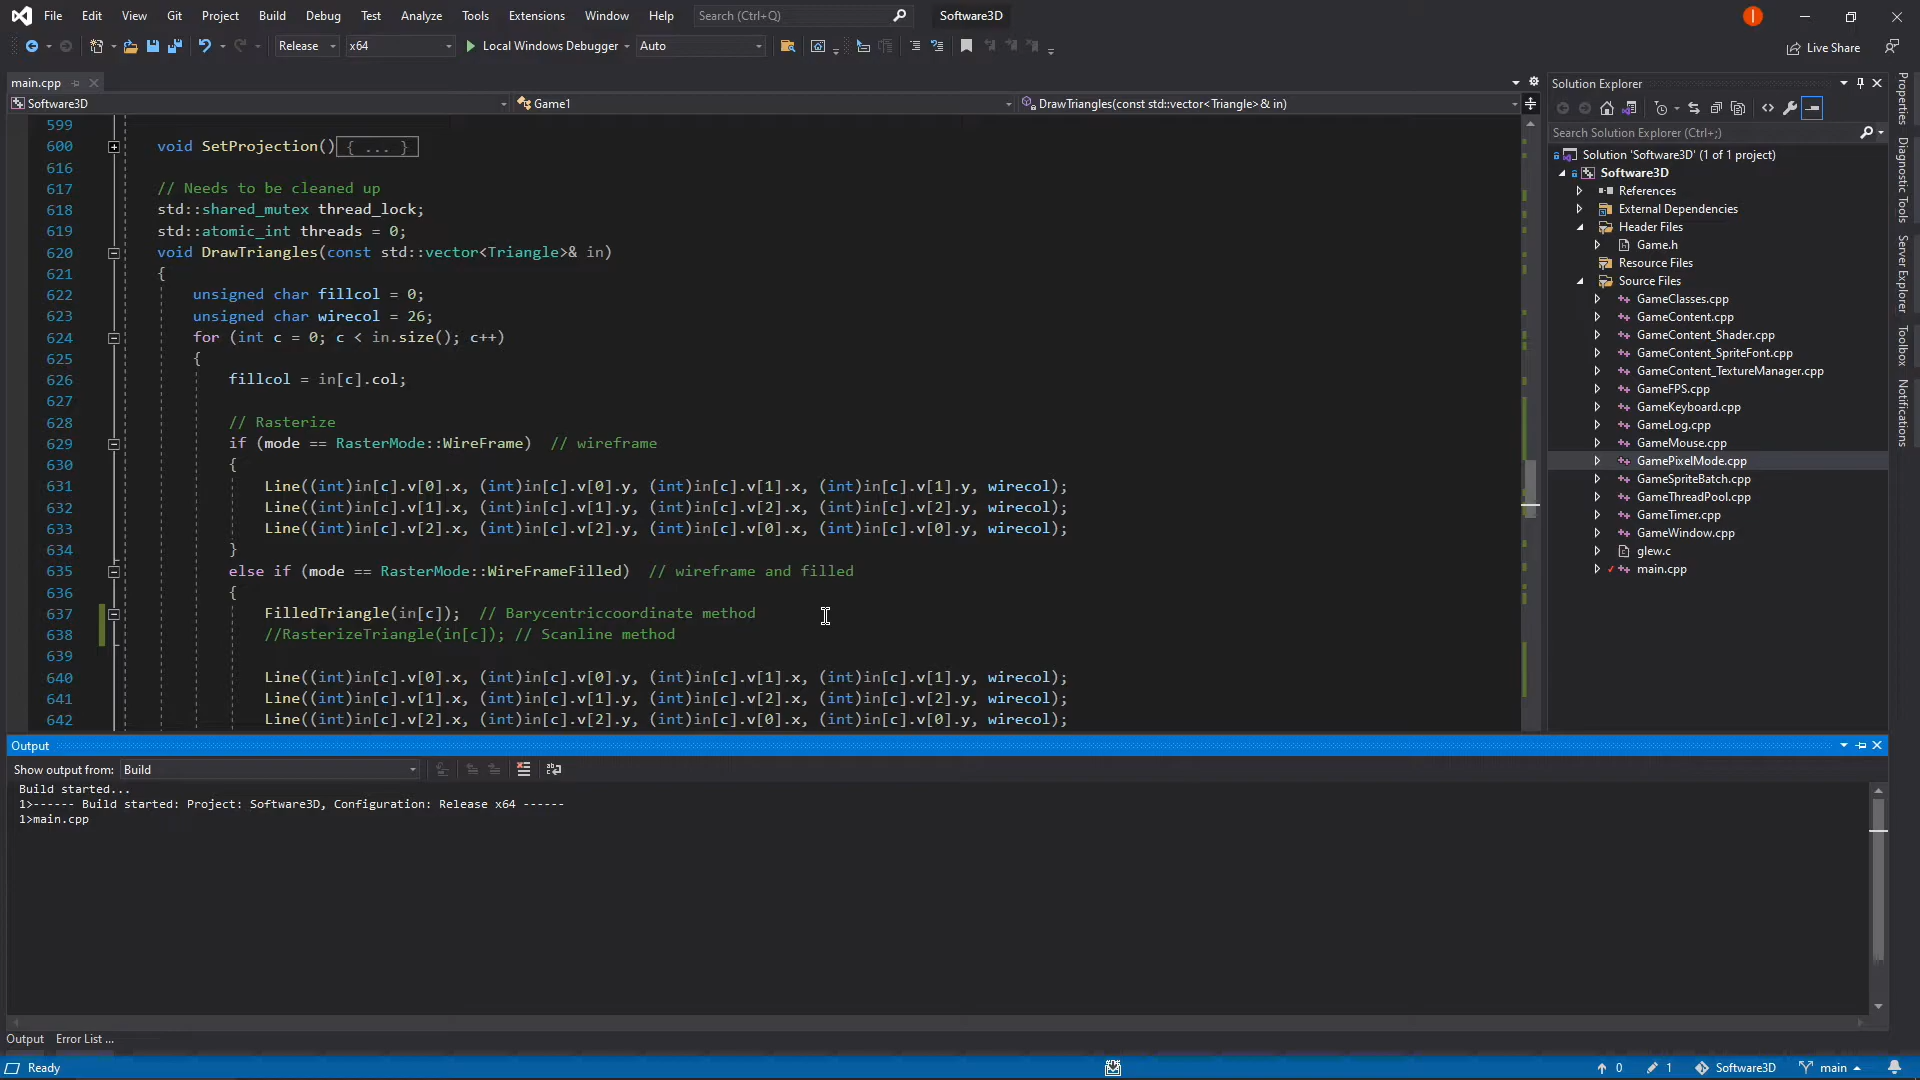 File Edit View Git Project Build Debug Test Analyze Tools Extensions Window Help Search (Ctrl+Q) Software3D
Release x64 Local Windows Debugger Auto Live Share
main.cpp
Software3D Game1 DrawTriangles(const std::vector<Triangle>& in)
599
600 void SetProjection() { ... }
616
617 // Needs to be cleaned up
618 std::shared_mutex thread_lock;
619 std::atomic_int threads = 0;
620 void DrawTriangles(const std::vector<Triangle>& in)
621 {
622 unsigned char fillcol = 0;
623 unsigned char wirecol = 26;
624 for (int c = 0; c < in.size(); c++)
625 {
626 fillcol = in[c].col;
627
628 // Rasterize
629 if (mode == RasterMode::WireFrame) // wireframe
630 {
631 Line((int)in[c].v[0].x, (int)in[c].v[0].y, (int)in[c].v[1].x, (int)in[c].v[1].y, wirecol);
632 Line((int)in[c].v[1].x, (int)in[c].v[1].y, (int)in[c].v[2].x, (int)in[c].v[2].y, wirecol);
633 Line((int)in[c].v[2].x, (int)in[c].v[2].y, (int)in[c].v[0].x, (int)in[c].v[0].y, wirecol);
634 }
635 else if (mode == RasterMode::WireFrameFilled) // wireframe and filled
636 {
637 FilledTriangle(in[c]); // Barycentriccoordinate method
638 //RasterizeTriangle(in[c]); // Scanline method
639
640 Line((int)in[c].v[0].x, (int)in[c].v[0].y, (int)in[c].v[1].x, (int)in[c].v[1].y, wirecol);
641 Line((int)in[c].v[1].x, (int)in[c].v[1].y, (int)in[c].v[2].x, (int)in[c].v[2].y, wirecol);
642 Line((int)in[c].v[2].x, (int)in[c].v[2].y, (int)in[c].v[0].x, (int)in[c].v[0].y, wirecol);
Solution Explorer
Search Solution Explorer (Ctrl+;)
Solution 'Software3D' (1 of 1 project)
Software3D
References
External Dependencies
Header Files
Game.h
Resource Files
Source Files
GameClasses.cpp
GameContent.cpp
GameContent_Shader.cpp
GameContent_SpriteFont.cpp
GameContent_TextureManager.cpp
GameFPS.cpp
GameKeyboard.cpp
GameLog.cpp
GameMouse.cpp
GamePixelMode.cpp
GameSpriteBatch.cpp
GameThreadPool.cpp
GameTimer.cpp
GameWindow.cpp
glew.c
main.cpp
Properties
Diagnostic Tools
Server Explorer
Toolbox
Notifications
Output
Show output from: Build
Build started...
1>------ Build started: Project: Software3D, Configuration: Release x64 ------
1>main.cpp
Output Error List ...
Ready 0 1 Software3D main